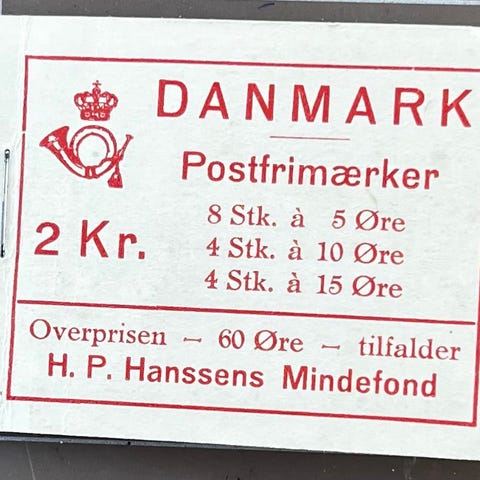 DANMARK
Postfrimærker
2 Kr.
8 Stk. à 5 Øre
4 Stk. à 10 Øre
4 Stk. à 15 Øre
Overprisen – 60 Øre – tilfalder
H. P. Hanssens Mindefond